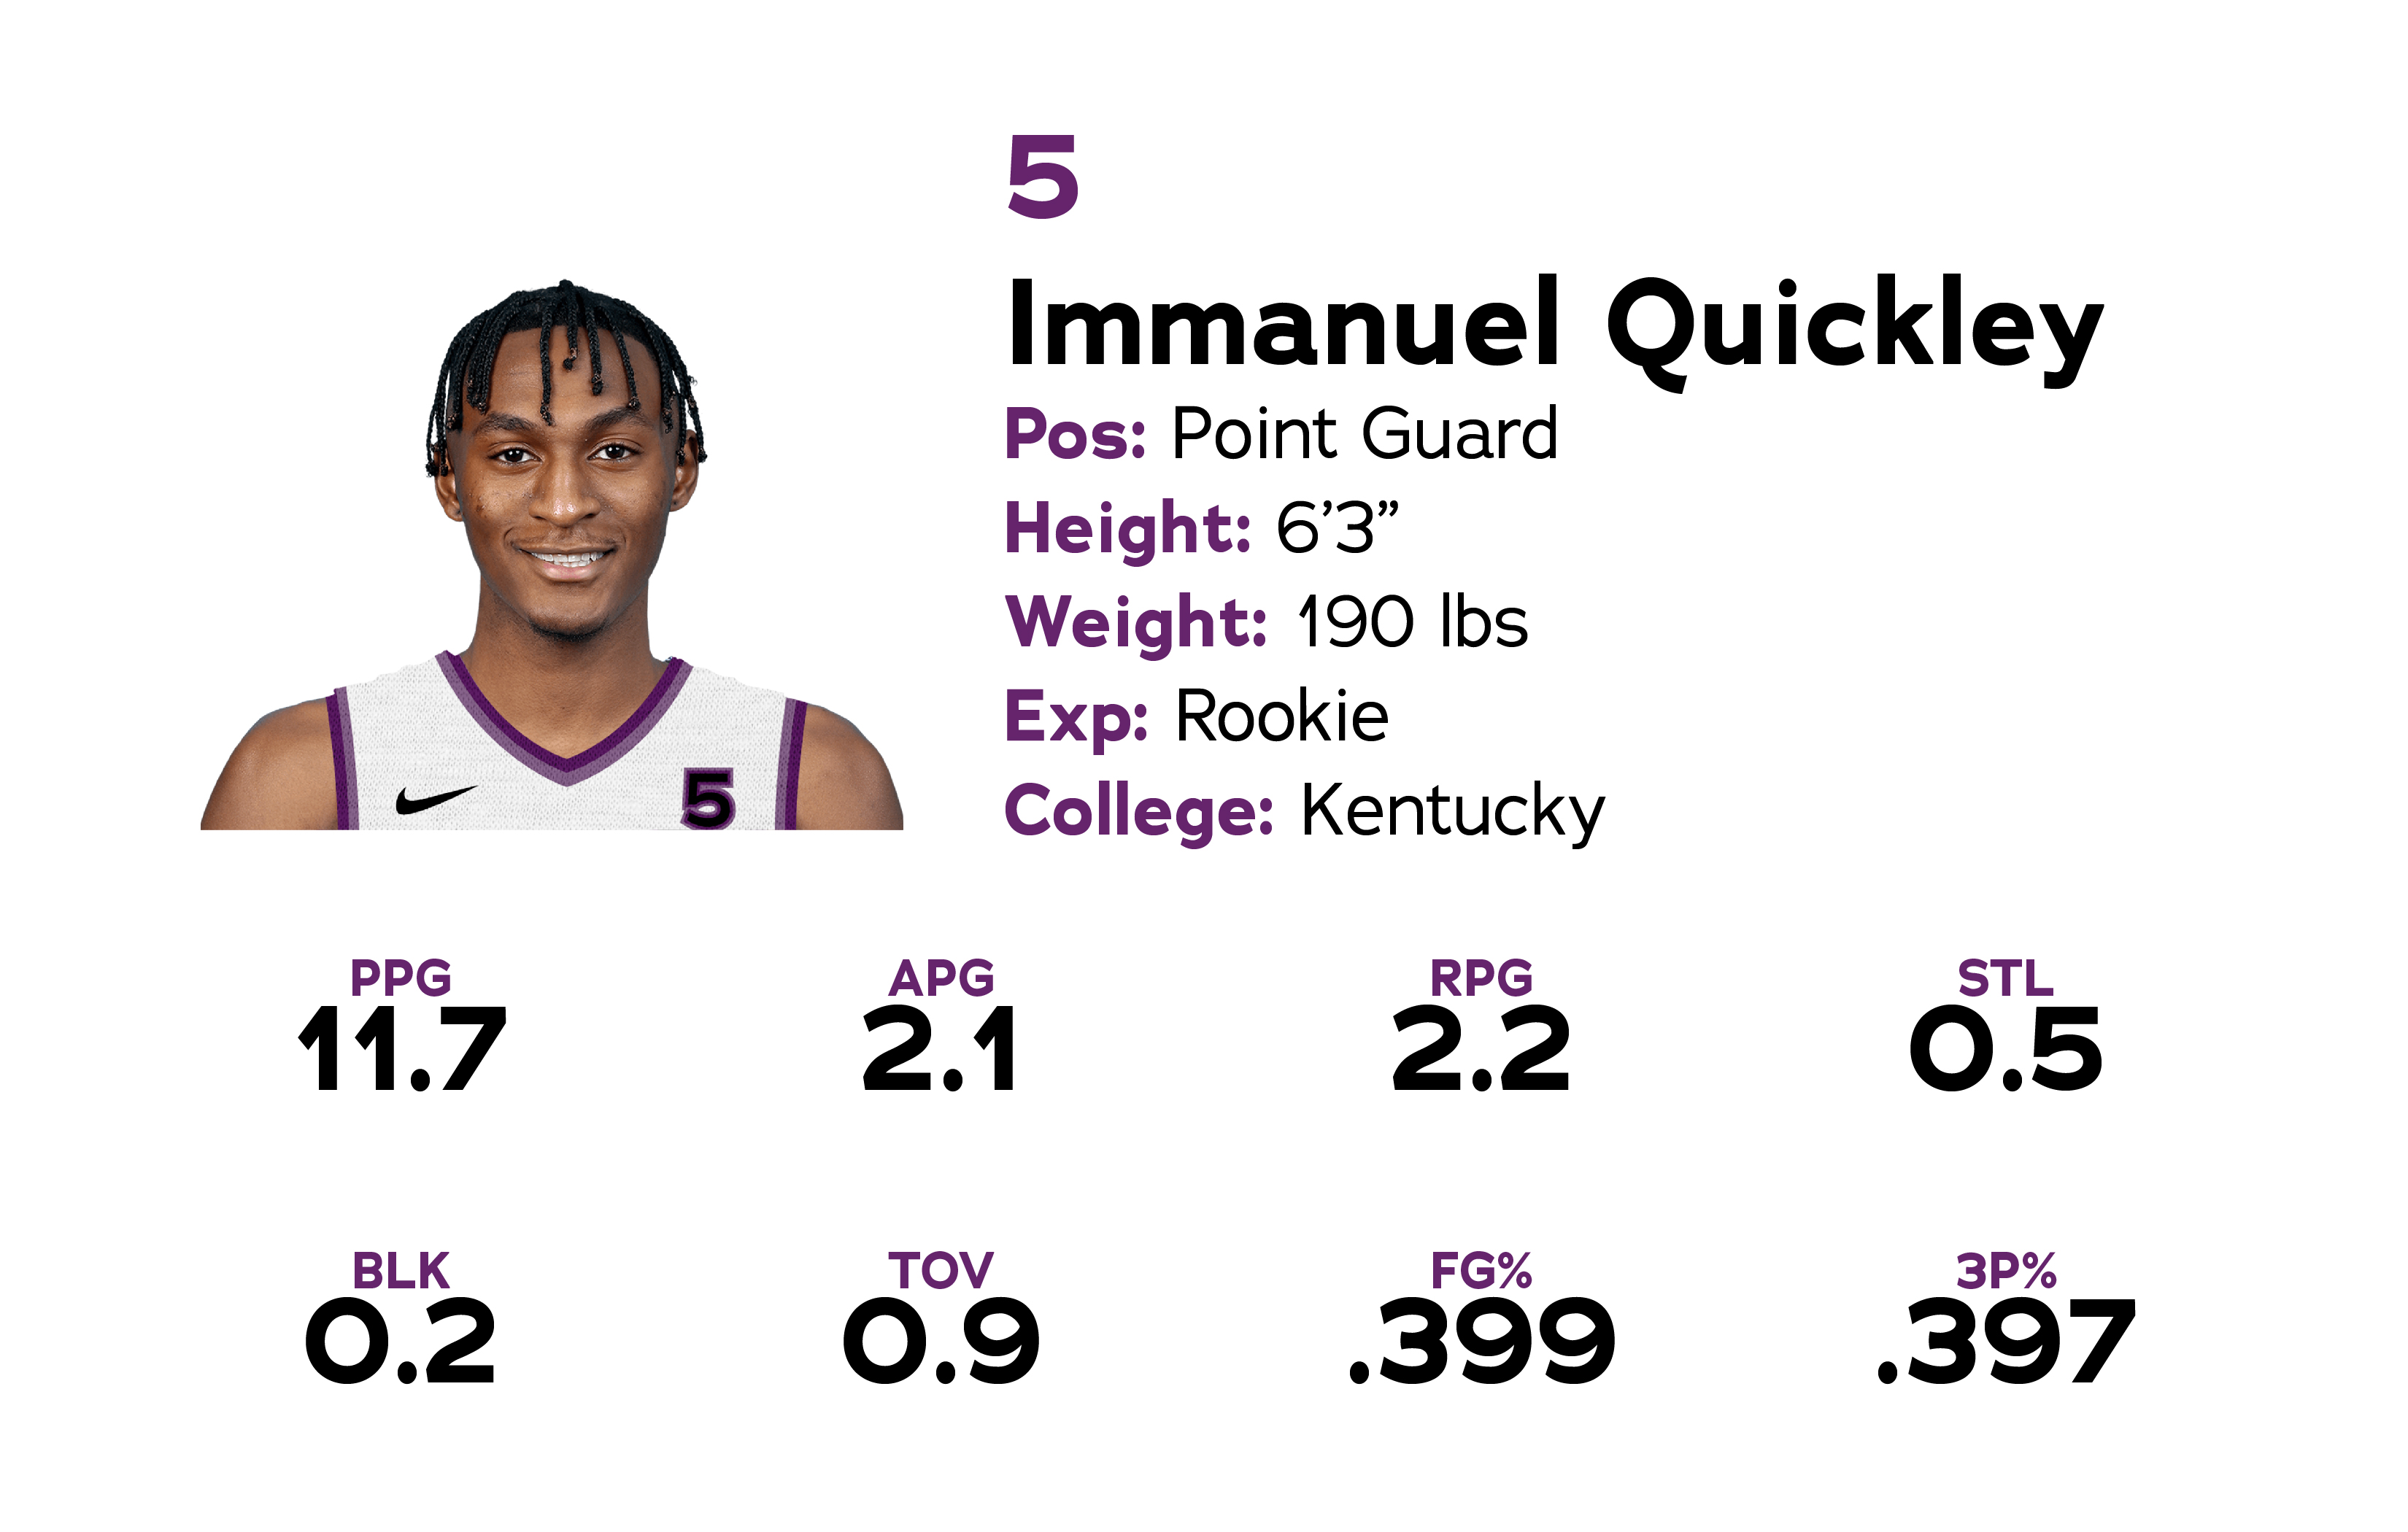 5
Immanuel Quickley
Pos: Point Guard
Height: 6’3”
Weight: 190 lbs
Exp: Rookie
College: Kentucky
5
PPG APG RPG STL
11.7 2.1 2.2 0.5
BLK TOV FG% 3P%
0.2 0.9 .399 .397